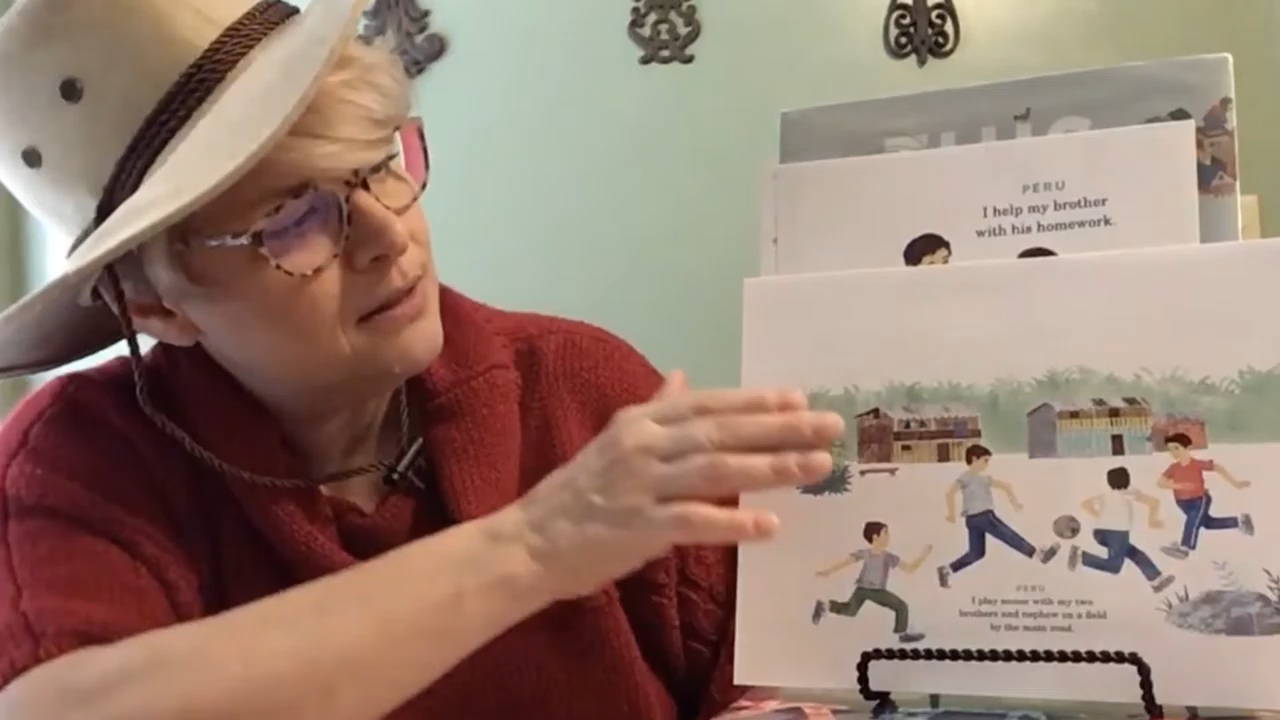 THIS
PERU
I help my brother
with his homework.
PERU
I play soccer with my two
brothers and nephew on a field
by the main road.